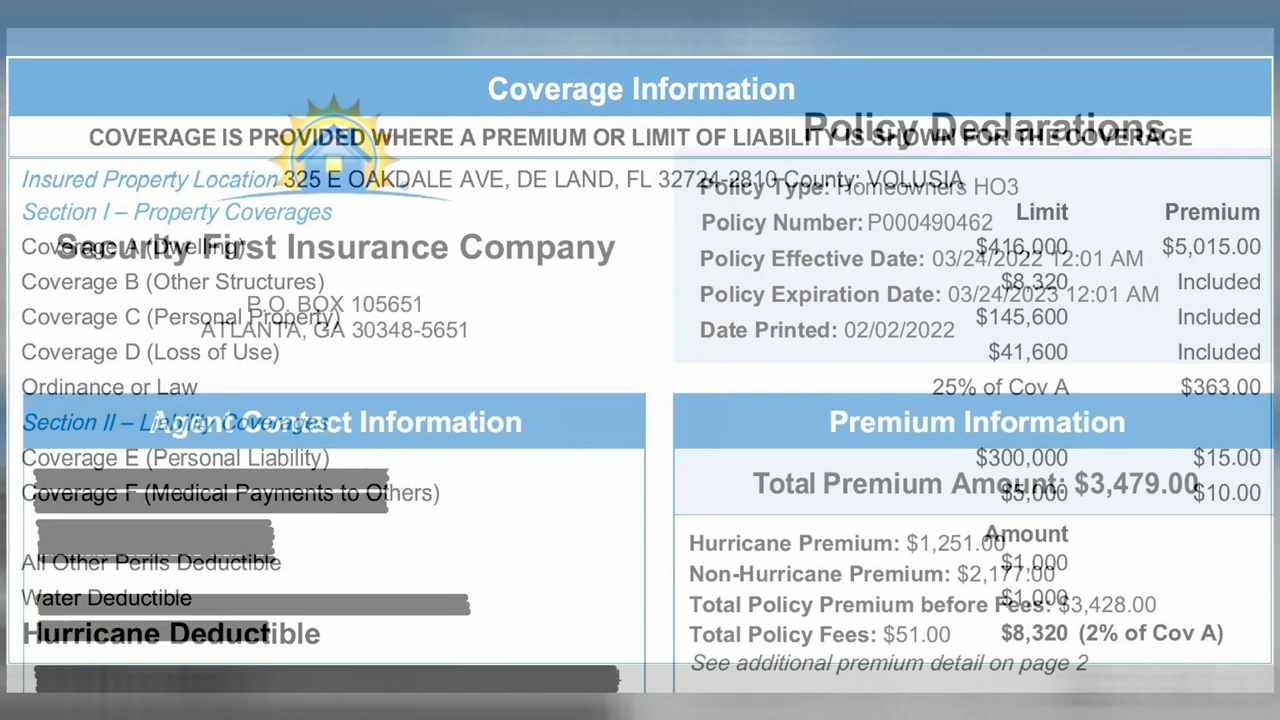 Coverage Information
Policy Declarations
COVERAGE IS PROVIDED WHERE A PREMIUM OR LIMIT OF LIABILITY IS SHOWN FOR THE COVERAGE
Insured Property Location 325 E OAKDALE AVE, DE LAND, FL 32724-2810 County: VOLUSIA
Policy Type: Homeowners HO3
Section I – Property Coverages
Limit Premium
Policy Number: P000490462
Coverage A (Dwelling) $416,000 $5,015.00
Security First Insurance Company
Policy Effective Date: 03/24/2022 12:01 AM
Coverage B (Other Structures) $8,320 Included
Policy Expiration Date: 03/24/2023 12:01 AM
P.O. BOX 105651
Coverage C (Personal Property) $145,600 Included
ATLANTA, GA 30348-5651
Date Printed: 02/02/2022
Coverage D (Loss of Use) $41,600 Included
Ordinance or Law 25% of Cov A $363.00
Section II – Liability Coverages
Agent Contact Information
Premium Information
Coverage E (Personal Liability) $300,000 $15.00
Total Premium Amount: $3,479.00
Coverage F (Medical Payments to Others) $5,000 $10.00
Amount
Hurricane Premium: $1,251.00
All Other Perils Deductible $1,000
Non-Hurricane Premium: $2,177.00
Water Deductible $1,000
Total Policy Premium before Fees: $3,428.00
Hurricane Deductible $8,320 (2% of Cov A)
Total Policy Fees: $51.00
See additional premium detail on page 2